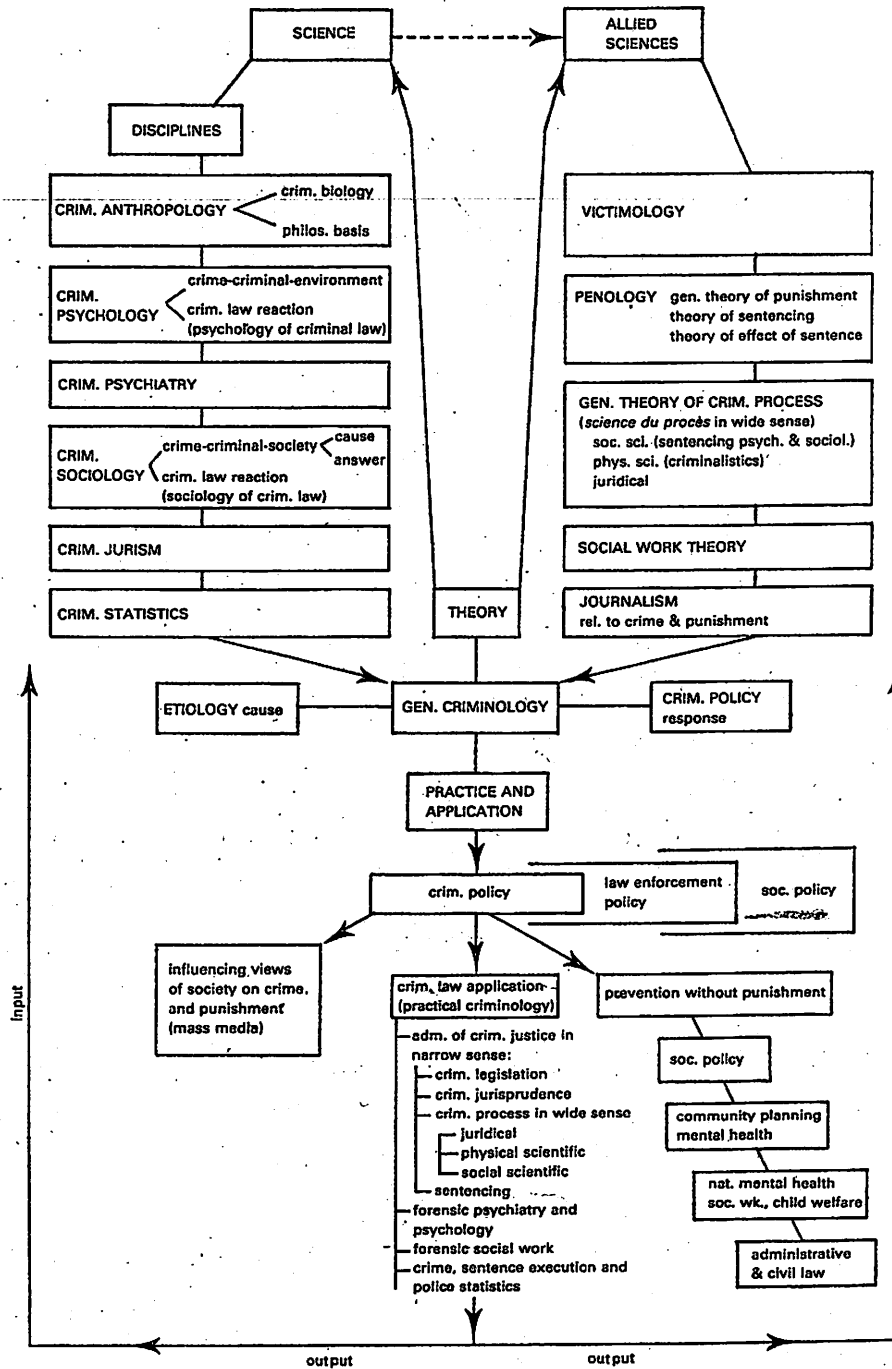 SCIENCE
ALLIED
SCIENCES
DISCIPLINES
CRIM. ANTHROPOLOGY
crim. biology
philos. basis
CRIM.
PSYCHOLOGY
crime-criminal-environment
crim. law reaction
(psychology of criminal law)
CRIM. PSYCHIATRY
CRIM.
SOCIOLOGY
crime-criminal-society
cause
answer
crim. law reaction
(sociology of crim. law)
CRIM. JURISM
CRIM. STATISTICS
THEORY
VICTIMOLOGY
PENOLOGY gen. theory of punishment
theory of sentencing
theory of effect of sentence
GEN. THEORY OF CRIM. PROCESS
(science du procès in wide sense)
soc. sci. (sentencing psych. & sociol.)
phys. sci. (criminalistics)
juridical
SOCIAL WORK THEORY
JOURNALISM
rel. to crime & punishment
ETIOLOGY cause
GEN. CRIMINOLOGY
CRIM. POLICY
response
PRACTICE AND
APPLICATION
crim. policy
law enforcement
policy
soc. policy
influencing views
of society on crime,
and punishment
(mass media)
crim. law application
(practical criminology)
adm. of crim. justice in
narrow sense:
crim. legislation
crim. jurisprudence
crim. process in wide sense
juridical
physical scientific
social scientific
sentencing
forensic psychiatry and
psychology
forensic social work
crime, sentence execution and
police statistics
prevention without punishment
soc. policy
community planning
mental health
nat. mental health
soc. wk., child welfare
administrative
& civil law
Input
output
output